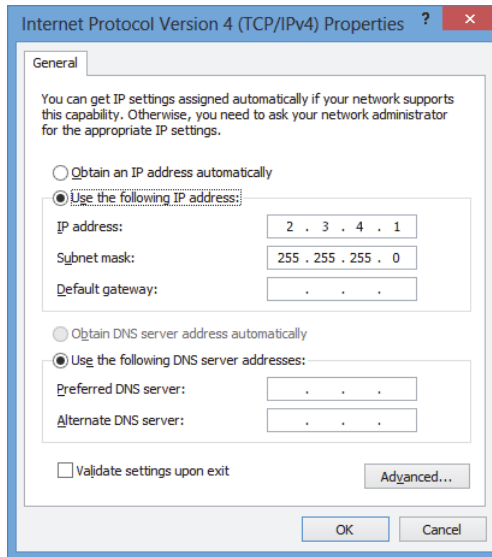 Internet Protocol Version 4 (TCP/IPv4) Properties ? ×
General
You can get IP settings assigned automatically if your network supports
this capability. Otherwise, you need to ask your network administrator
for the appropriate IP settings.
Obtain an IP address automatically
Use the following IP address:
IP address: 2 . 3 . 4 . 1
Subnet mask: 255 . 255 . 255 . 0
Default gateway: . . .
Obtain DNS server address automatically
Use the following DNS server addresses:
Preferred DNS server: . . .
Alternate DNS server: . . .
Validate settings upon exit
Advanced...
OK Cancel